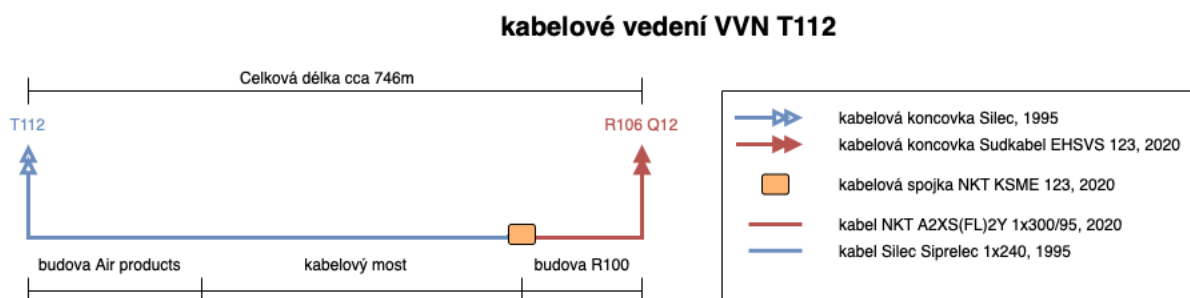 kabelové vedení VVN T112
Celková délka cca 746m
T112
R106 Q12
budova Air products
kabelový most
budova R100
kabelová koncovka Silec, 1995
kabelová koncovka Sudkabel EHSVS 123, 2020
kabelová spojka NKT KSME 123, 2020
kabel NKT A2XS(FL)2Y 1x300/95, 2020
kabel Silec Siprelec 1x240, 1995